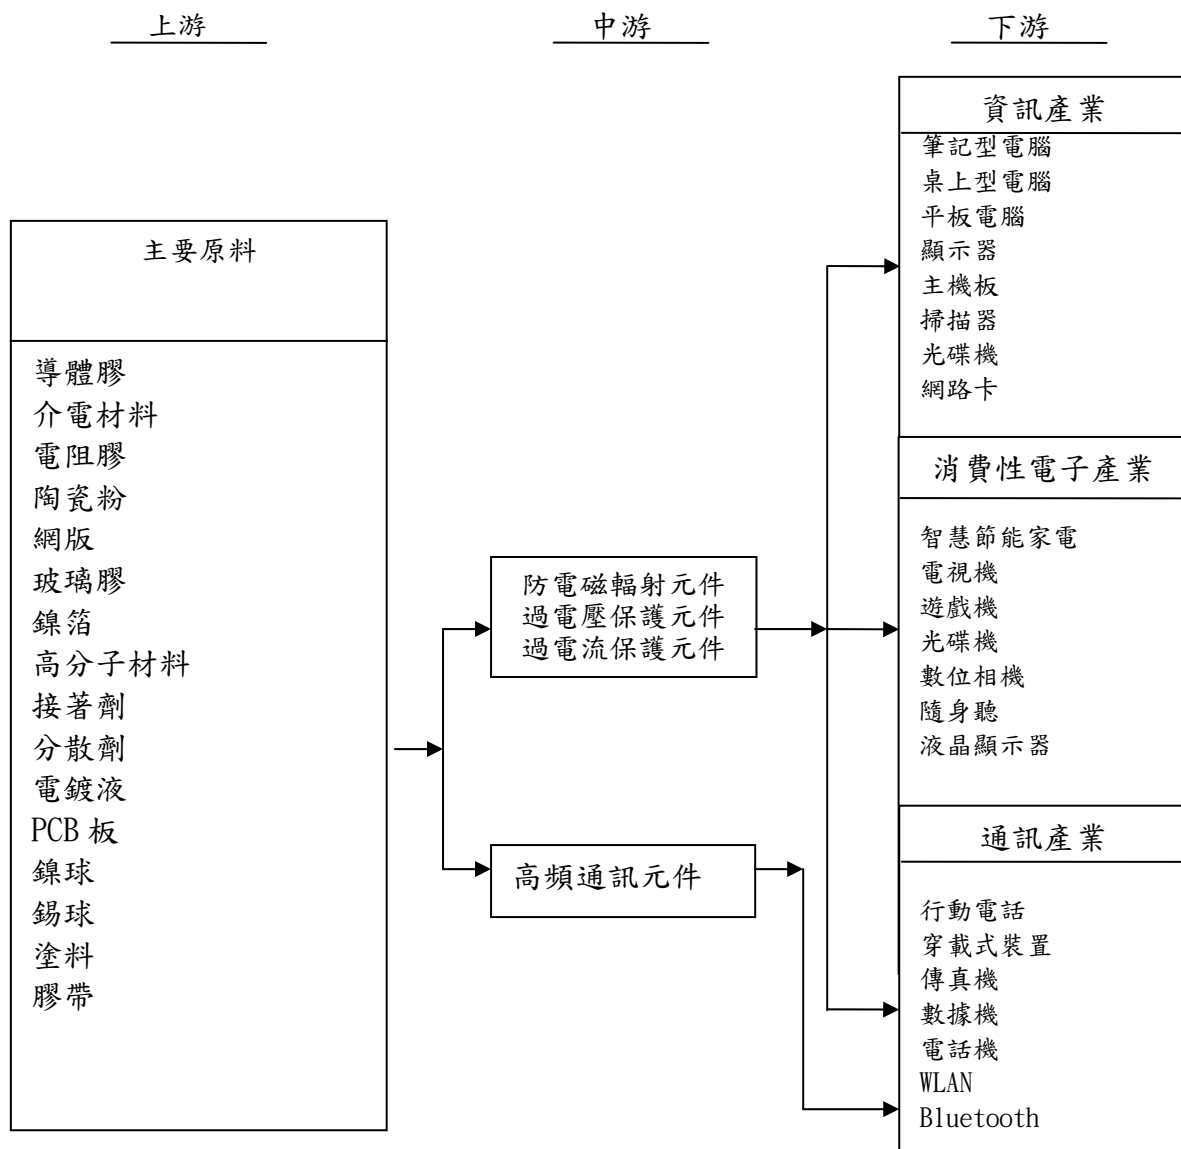 上游
中游
下游
主要原料
導體膠
介電材料
電阻膠
陶瓷粉
網版
玻璃膠
鎳箔
高分子材料
接著劑
分散劑
電鍍液
PCB 板
鎳球
錫球
塗料
膠帶
防電磁輻射元件
過電壓保護元件
過電流保護元件
高頻通訊元件
資訊產業
筆記型電腦
桌上型電腦
平板電腦
顯示器
主機板
掃描器
光碟機
網路卡
消費性電子產業
智慧節能家電
電視機
遊戲機
光碟機
數位相機
隨身聽
液晶顯示器
通訊產業
行動電話
穿載式裝置
傳真機
數據機
電話機
WLAN
Bluetooth